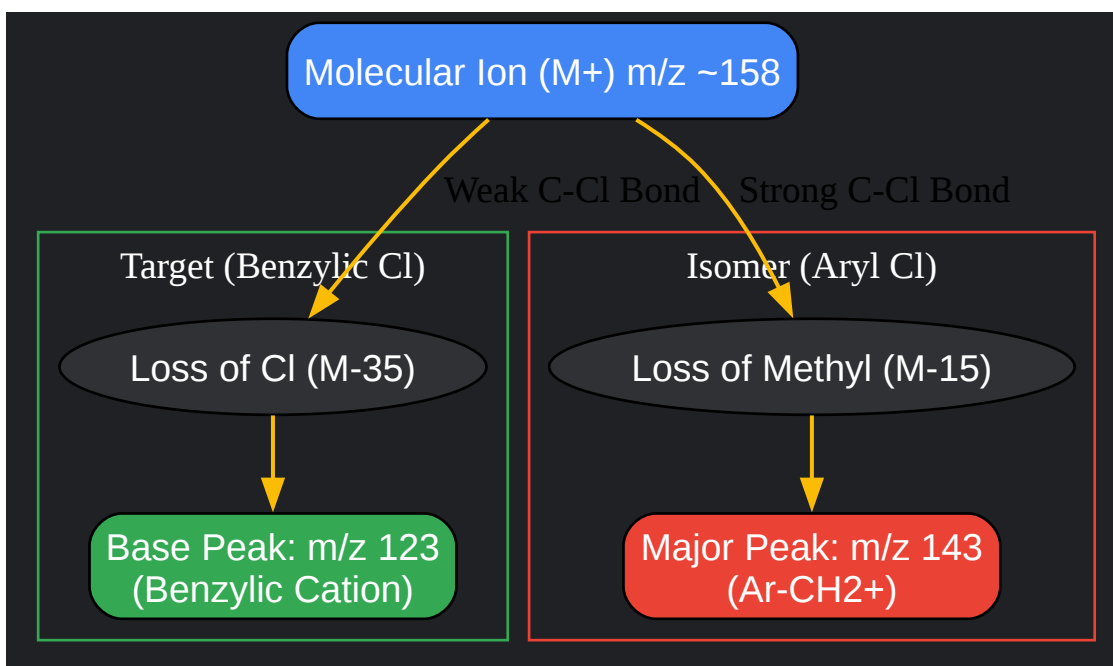 Molecular Ion (M+) m/z ~158
Weak C-Cl Bond
Strong C-Cl Bond
Target (Benzylic Cl)
Isomer (Aryl Cl)
Loss of Cl (M-35)
Loss of Methyl (M-15)
Base Peak: m/z 123
(Benzylic Cation)
Major Peak: m/z 143
(Ar-CH2+)